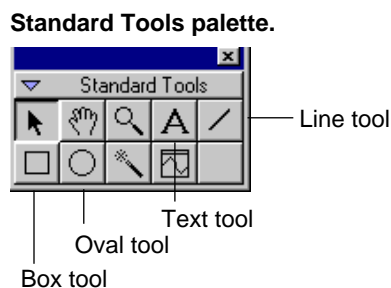 Standard Tools palette.
Standard Tools
A
Line tool
Text tool
Oval tool
Box tool